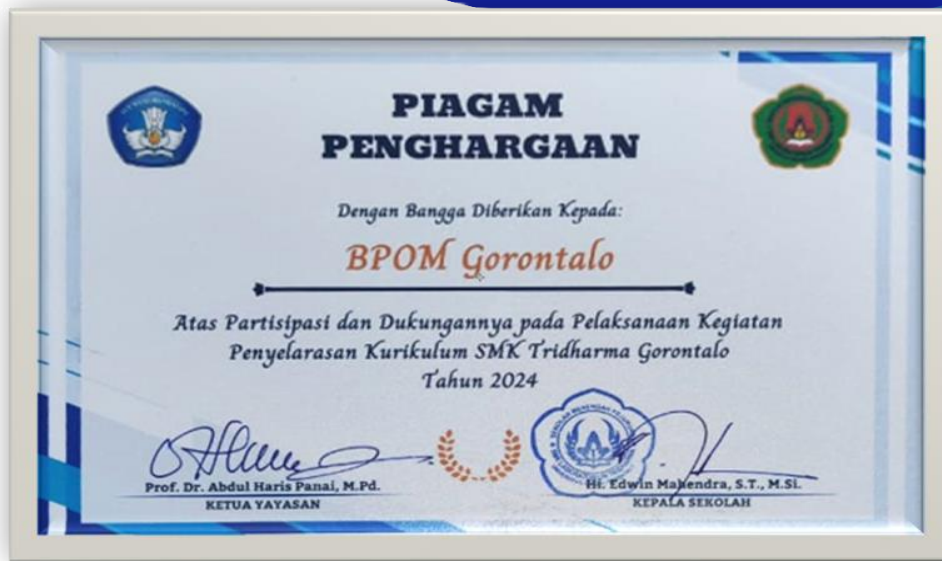 PIAGAM
PENGHARGAAN
Dengan Bangga Diberikan Kepada:
BPOM Gorontalo
Atas Partisipasi dan Dukungannya pada Pelaksanaan Kegiatan
Penyelarasan Kurikulum SMK Tridharma Gorontalo
Tahun 2024
Prof. Dr. Abdul Haris Panai, M.Pd.
KETUA YAYASAN
Hi. Edwin Mahendra, S.T., M.Si.
KEPALA SEKOLAH